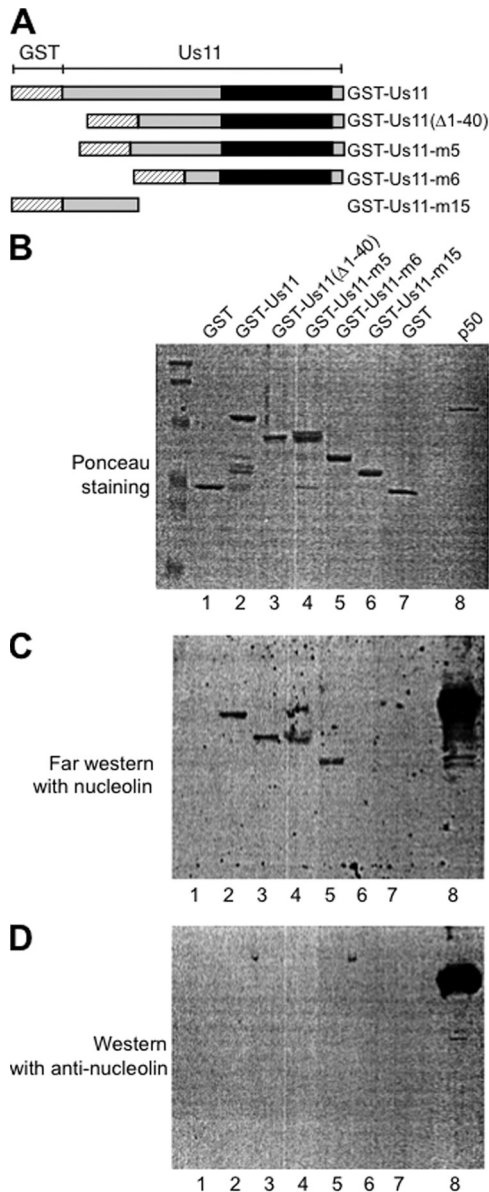 A
GST Us11
GST-Us11
GST-Us11(Δ1-40)
GST-Us11-m5
GST-Us11-m6
GST-Us11-m15
B
GST
GST-Us11
GST-Us11(Δ1-40)
GST-Us11-m5
GST-Us11-m6
GST-Us11-m15
GST
p50
Ponceau
staining
1 2 3 4 5 6 7 8
C
Far western
with nucleolin
1 2 3 4 5 6 7 8
D
Western
with anti-nucleolin
1 2 3 4 5 6 7 8